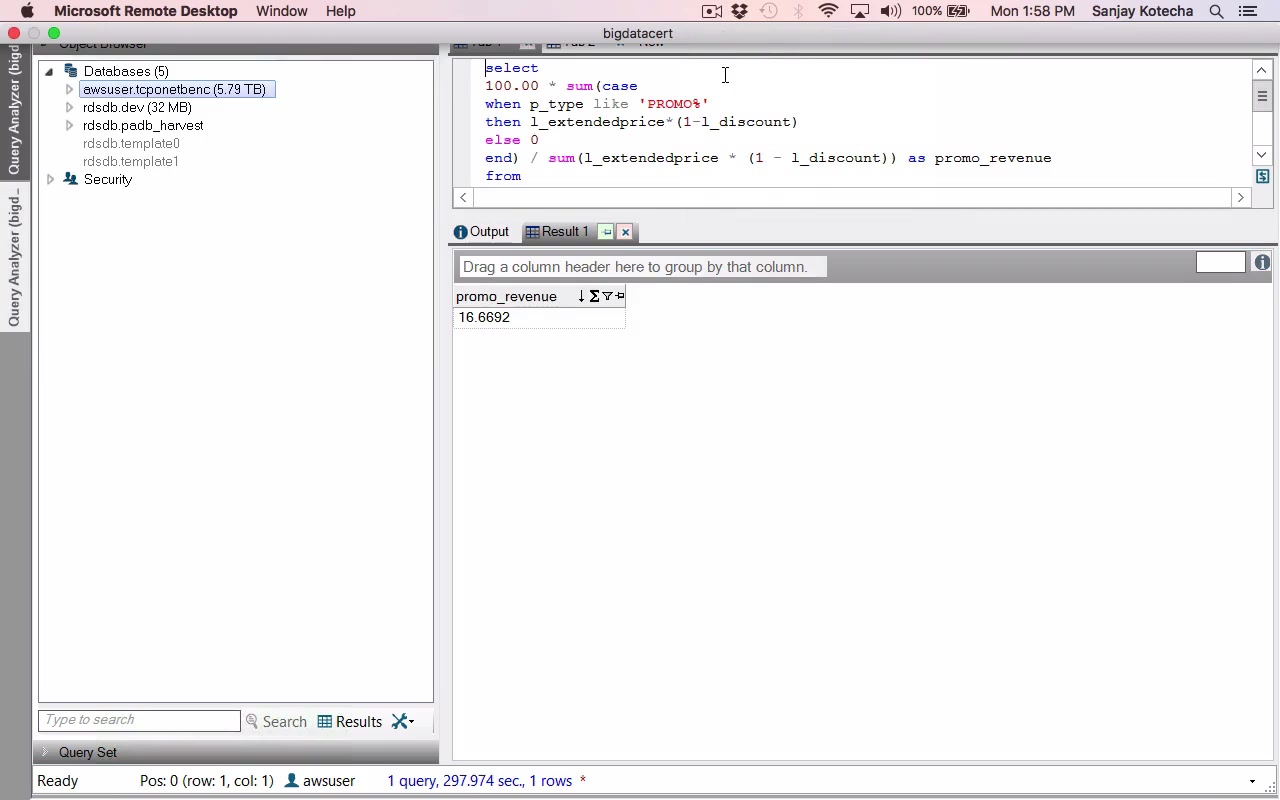 Microsoft Remote Desktop Window Help 100% Mon 1:58 PM Sanjay Kotecha
bigdatacert
Object Browser
Query Analyzer (bigd
Query Analyzer (bigd_
Databases (5)
awsuser.tcponetbenc (5.79 TB)
rdsdb.dev (32 MB)
rdsdb.padb_harvest
rdsdb.template0
rdsdb.template1
Security
select
100.00 * sum(case
when p_type like 'PROMO%'
then l_extendedprice*(1-l_discount)
else 0
end) / sum(l_extendedprice * (1 - l_discount)) as promo_revenue
from
Output Result 1
Drag a column header here to group by that column.
promo_revenue
16.6692
Type to search Search Results
Query Set
Ready Pos: 0 (row: 1, col: 1) awsuser 1 query, 297.974 sec., 1 rows *